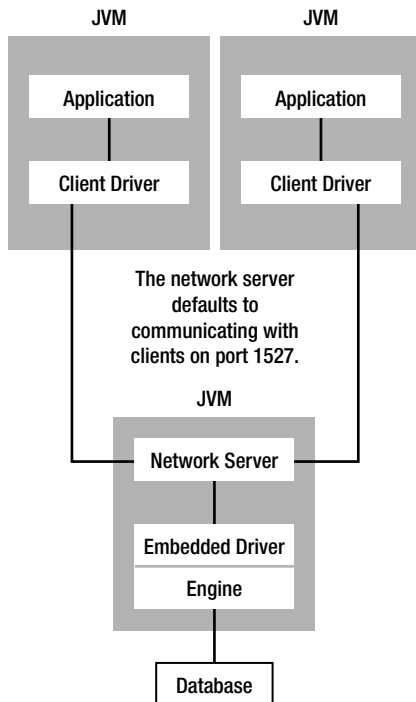 JVM
JVM
Application
Application
Client Driver
Client Driver
The network server
defaults to
communicating with
clients on port 1527.
JVM
Network Server
Embedded Driver
Engine
Database